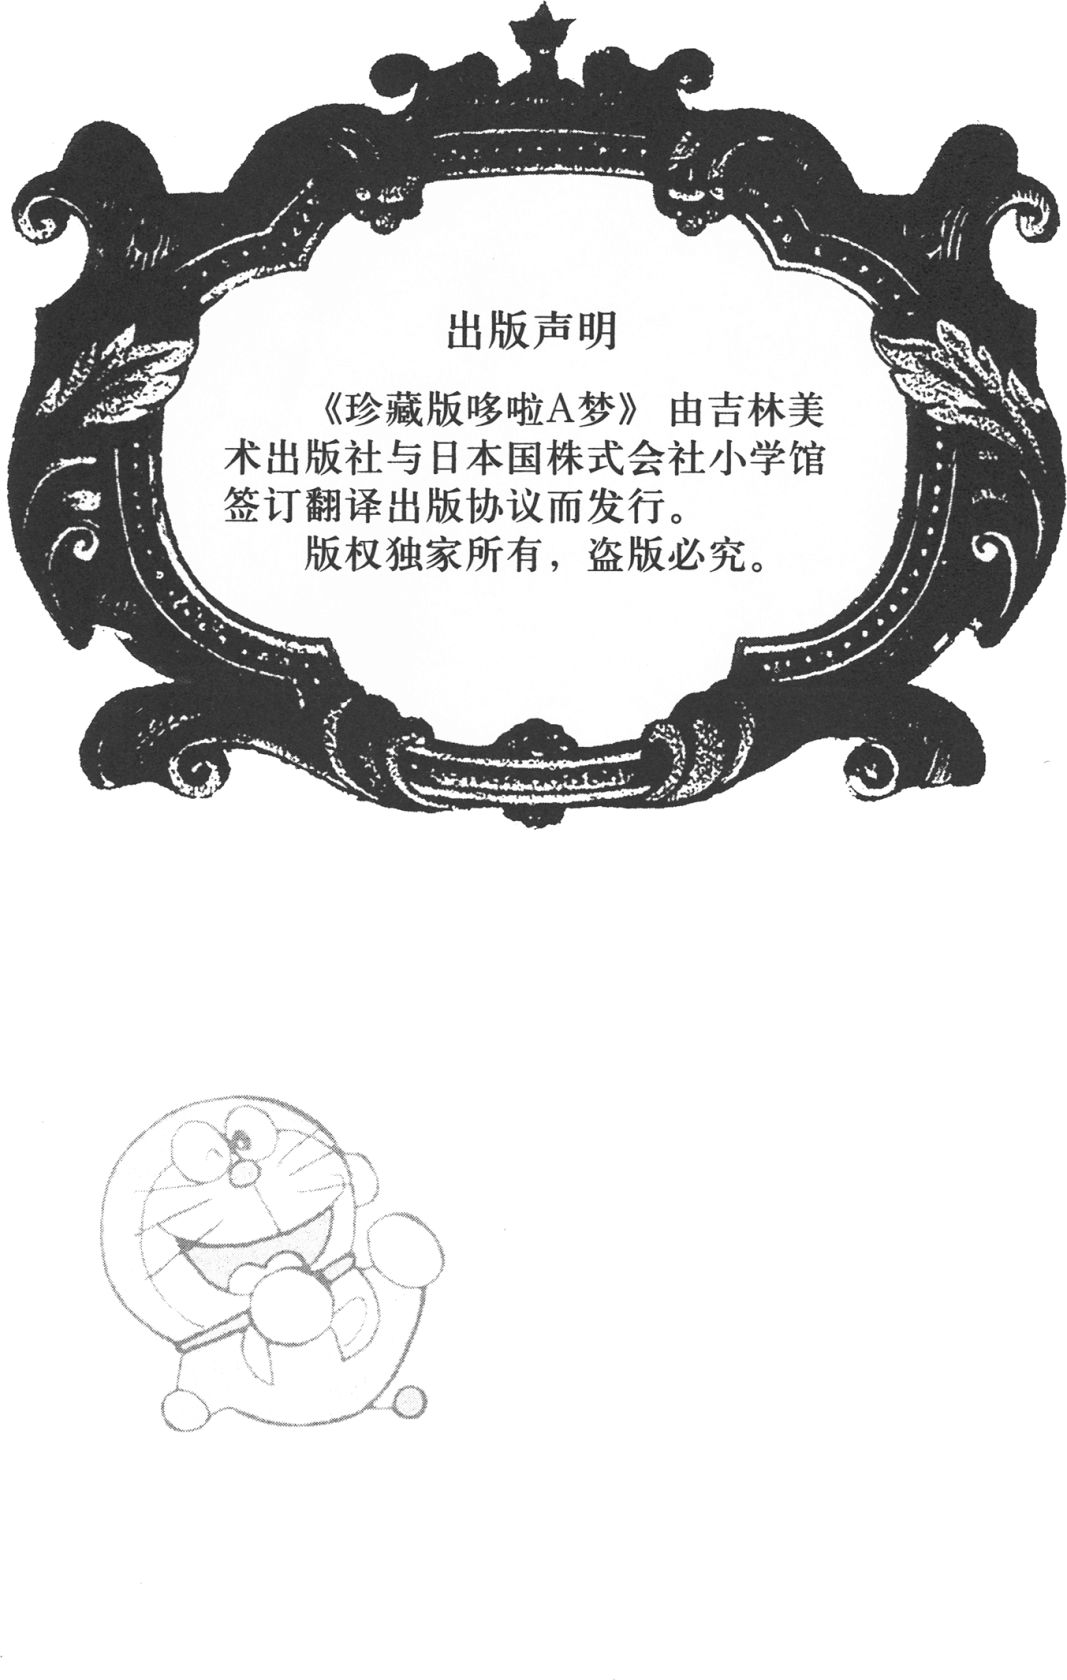 出版声明
《珍藏版哆啦A梦》 由吉林美
术出版社与日本国株式会社小学馆
签订翻译出版协议而发行。
版权独家所有，盗版必究。